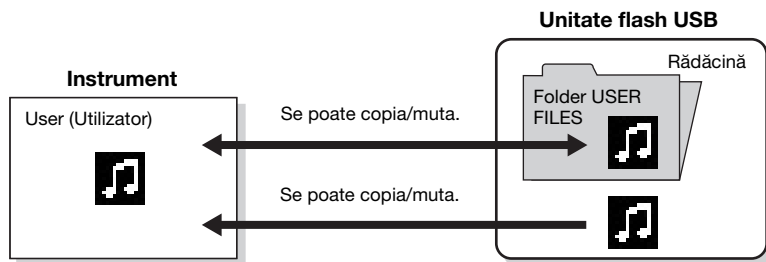 Unitate flash USB
Rădăcină
Instrument
Folder USER
FILES
User (Utilizator)
Se poate copia/muta.
Se poate copia/muta.